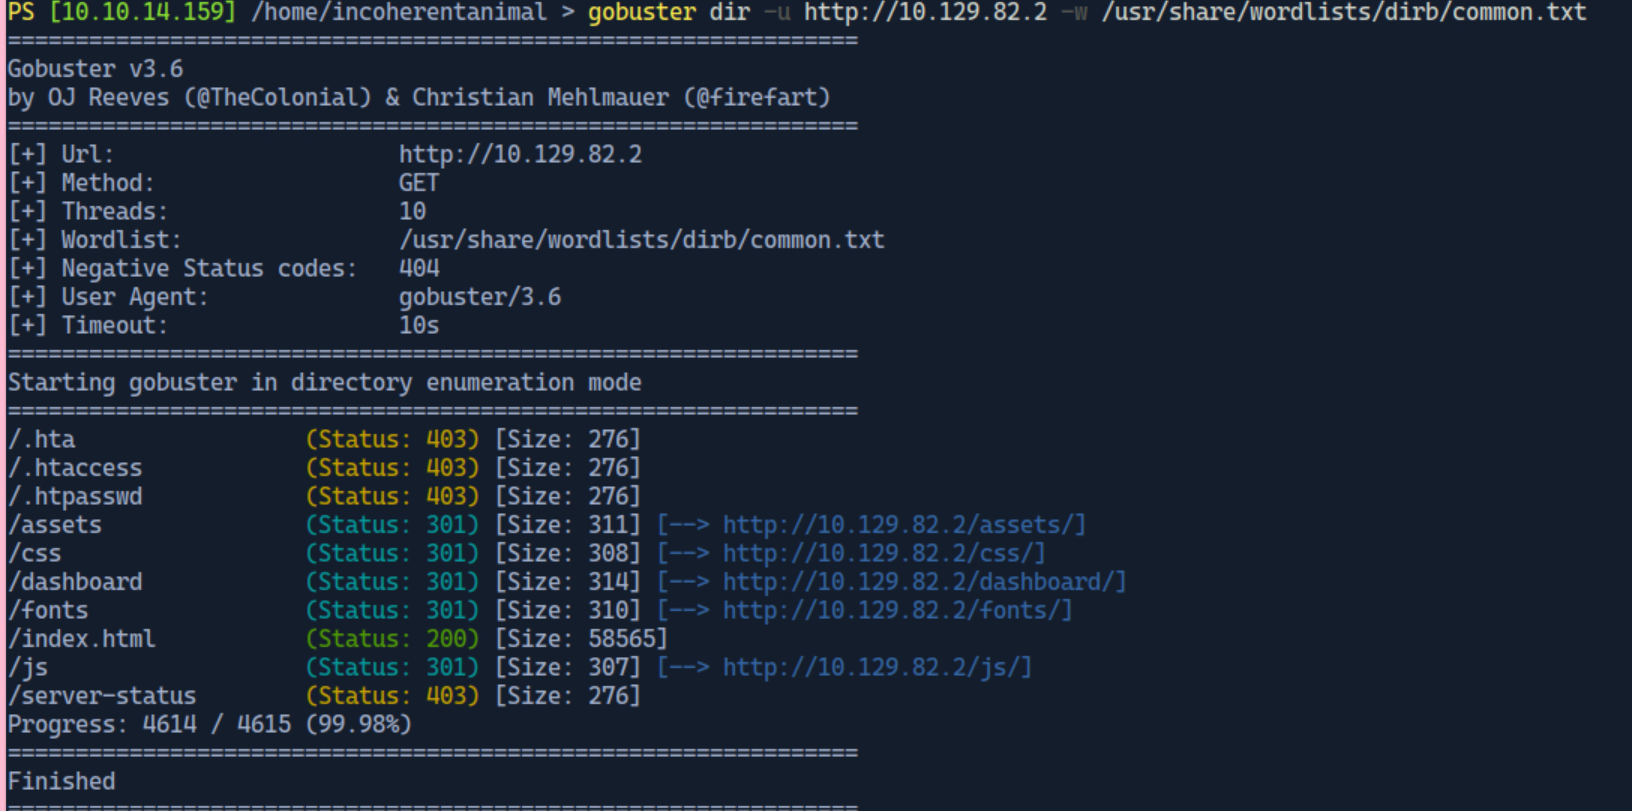 PS [10.10.14.159] /home/incoherentanimal > gobuster dir -u http://10.129.82.2 -w /usr/share/wordlists/dirb/common.txt
===============================================================
Gobuster v3.6
by OJ Reeves (@TheColonial) & Christian Mehlmauer (@firefart)
===============================================================
[+] Url:                     http://10.129.82.2
[+] Method:                  GET
[+] Threads:                 10
[+] Wordlist:                /usr/share/wordlists/dirb/common.txt
[+] Negative Status codes:   404
[+] User Agent:              gobuster/3.6
[+] Timeout:                 10s
===============================================================
Starting gobuster in directory enumeration mode
===============================================================
/.hta                 (Status: 403) [Size: 276]
/.htaccess            (Status: 403) [Size: 276]
/.htpasswd            (Status: 403) [Size: 276]
/assets               (Status: 301) [Size: 311] [--> http://10.129.82.2/assets/]
/css                  (Status: 301) [Size: 308] [--> http://10.129.82.2/css/]
/dashboard            (Status: 301) [Size: 314] [--> http://10.129.82.2/dashboard/]
/fonts                (Status: 301) [Size: 310] [--> http://10.129.82.2/fonts/]
/index.html           (Status: 200) [Size: 58565]
/js                   (Status: 301) [Size: 307] [--> http://10.129.82.2/js/]
/server-status        (Status: 403) [Size: 276]
Progress: 4614 / 4615 (99.98%)
===============================================================
Finished
===============================================================